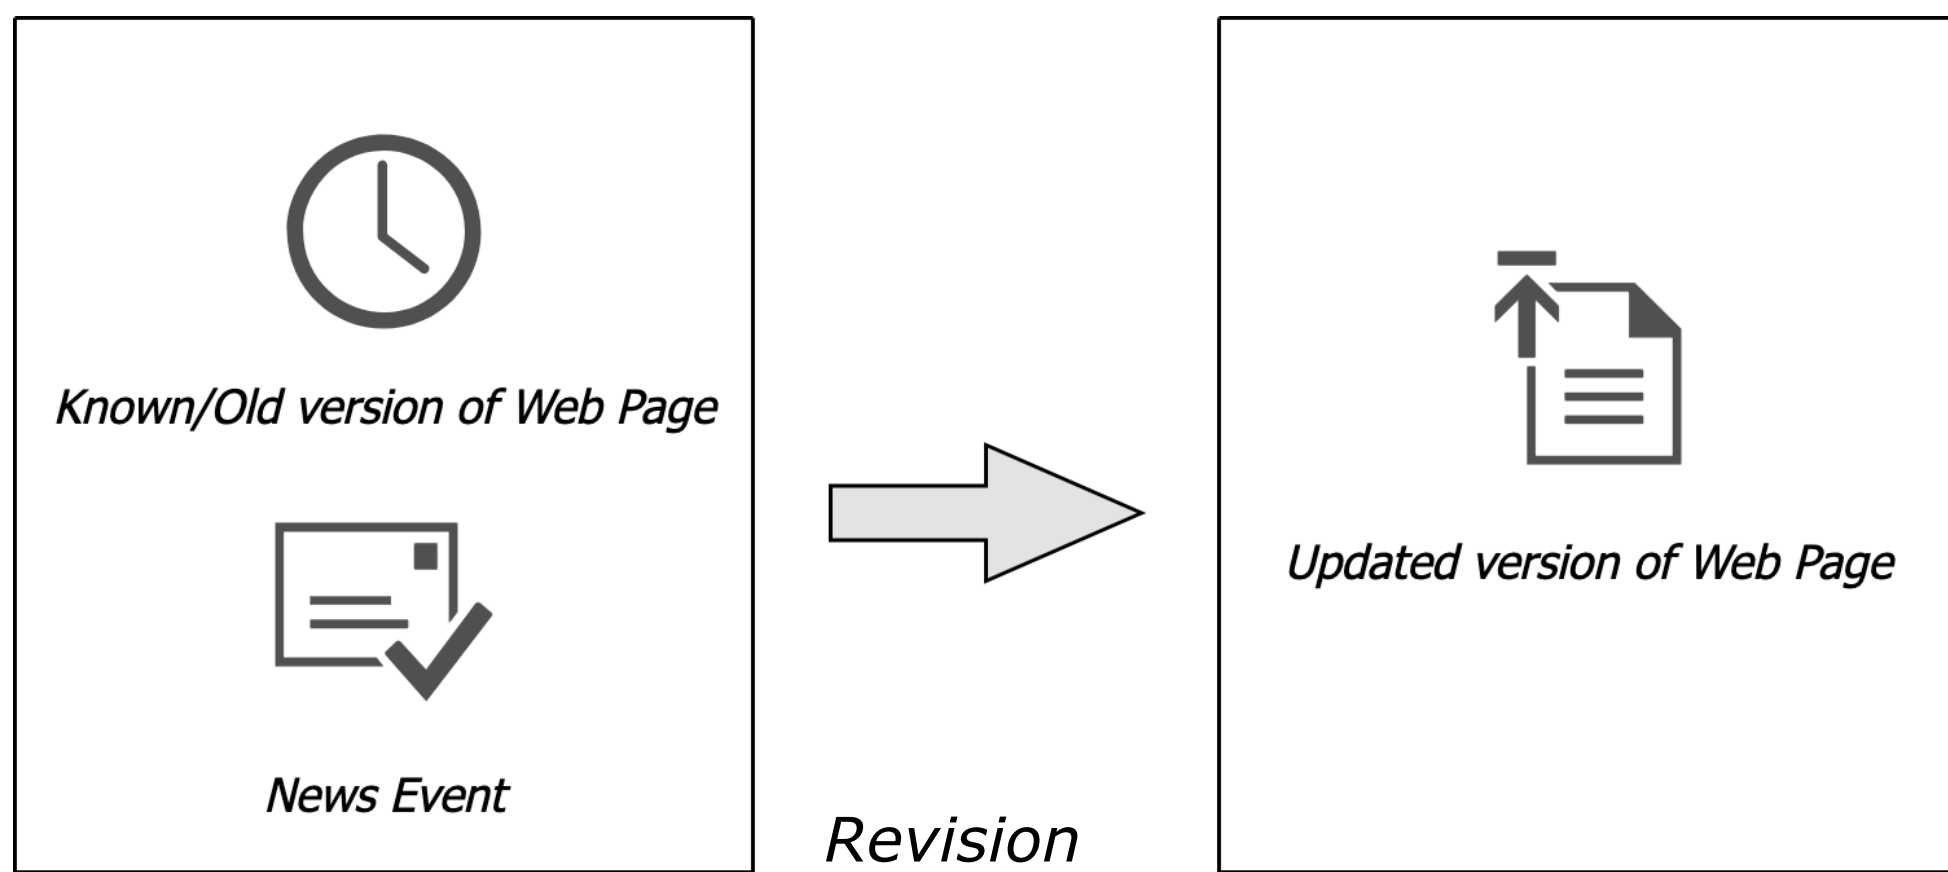 Known/Old version of Web Page
News Event
Revision
Updated version of Web Page